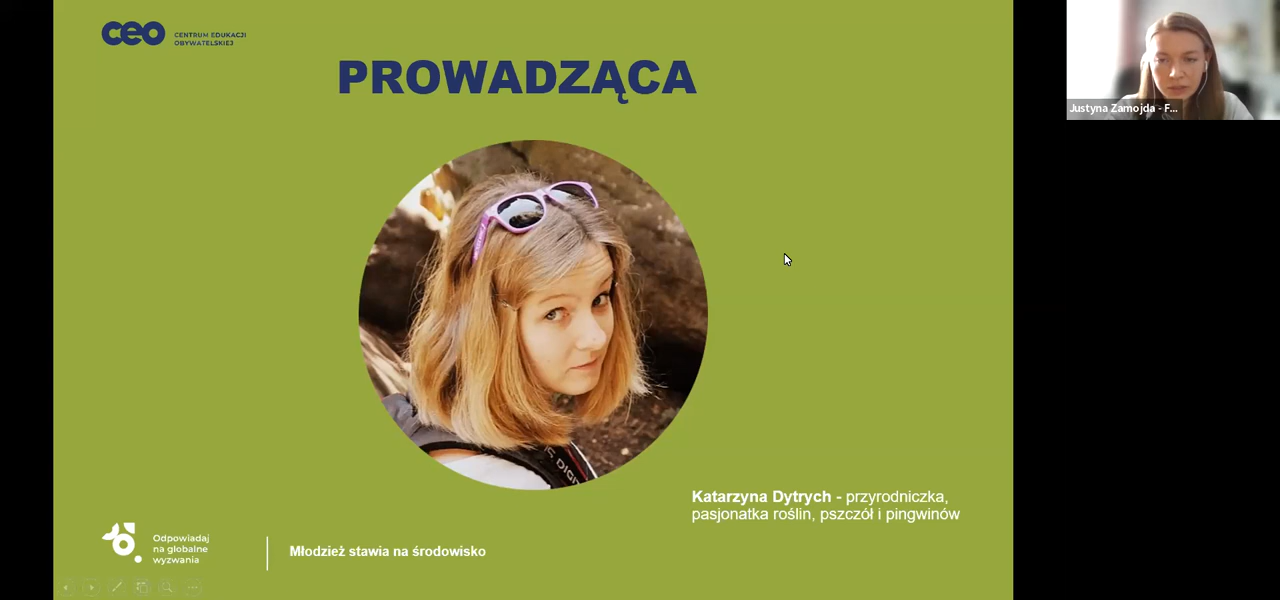 ceo
CENTRUM EDUKACJI
OBYWATELSKIEJ
PROWADZĄCA
Justyna Zamojda - F...
DIGI
Katarzyna Dytrych - przyrodniczka,
pasjonatka roślin, pszczół i pingwinów
Odpowiadaj
na globalne
wyzwania
Młodzież stawia na środowisko